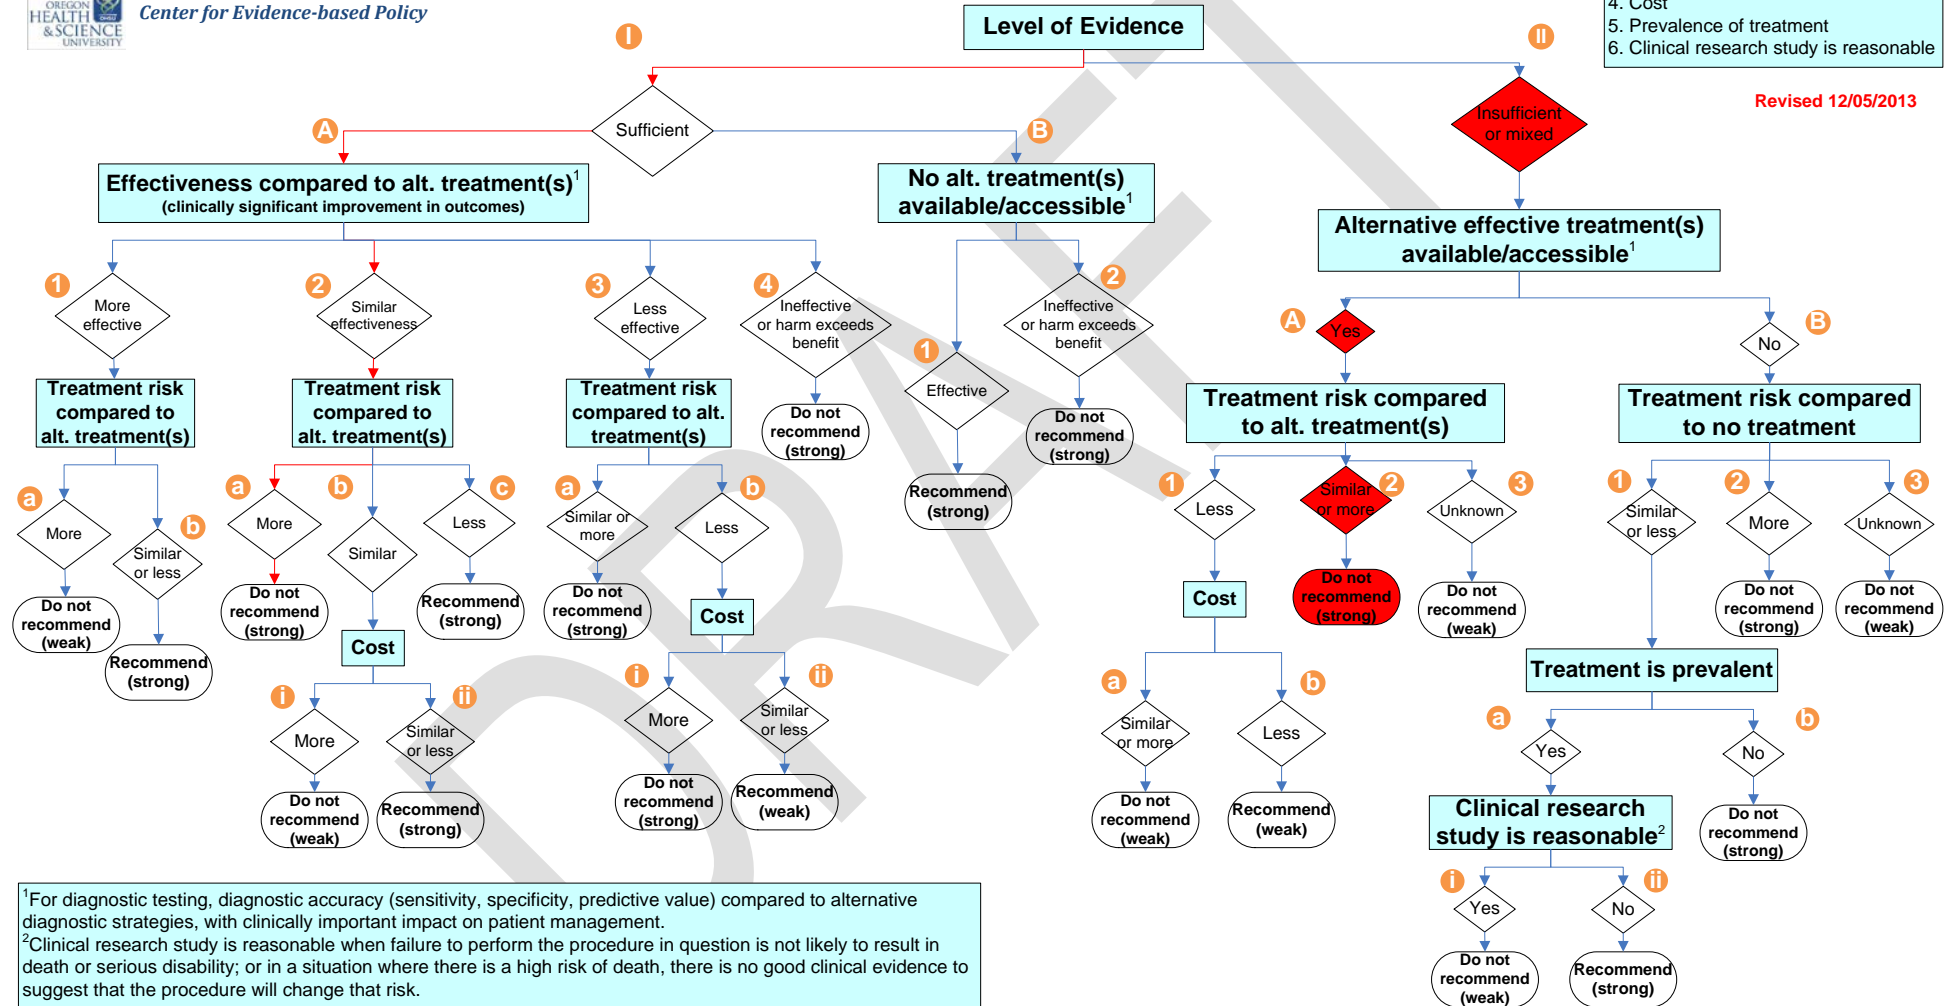 OREGON
HEALTH
& SCIENCE
UNIVERSITY
OHSU
Center for Evidence-based Policy
4. Cost
5. Prevalence of treatment
6. Clinical research study is reasonable
Revised 12/05/2013
Level of Evidence
I
II
Sufficient
Insufficient
or mixed
A
B
Effectiveness compared to alt. treatment(s)1
(clinically significant improvement in outcomes)
No alt. treatment(s)
available/accessible1
Alternative effective treatment(s)
available/accessible1
1
More
effective
2
Similar
effectiveness
3
Less
effective
4
Ineffective
or harm exceeds
benefit
Do not
recommend
(strong)
1
Effective
Recommend
(strong)
2
Ineffective
or harm exceeds
benefit
Do not
recommend
(strong)
A
Yes
B
No
Treatment risk
compared to
alt. treatment(s)
Treatment risk
compared to
alt. treatment(s)
Treatment risk
compared to alt.
treatment(s)
Treatment risk compared
to alt. treatment(s)
Treatment risk compared
to no treatment
a
More
Do not
recommend
(weak)
b
Similar
or less
Recommend
(strong)
a
More
Do not
recommend
(strong)
b
Similar
Cost
i
More
Do not
recommend
(weak)
ii
Similar
or less
Recommend
(strong)
c
Less
Recommend
(strong)
a
Similar or
more
Do not
recommend
(strong)
b
Less
Cost
i
More
Do not
recommend
(strong)
ii
Similar
or less
Recommend
(weak)
1
Less
Cost
a
Similar
or more
Do not
recommend
(weak)
b
Less
Recommend
(weak)
2
Similar
or more
Do not
recommend
(strong)
3
Unknown
Do not
recommend
(weak)
1
Similar
or less
2
More
Do not
recommend
(strong)
3
Unknown
Do not
recommend
(weak)
Treatment is prevalent
a
Yes
b
No
Do not
recommend
(strong)
Clinical research
study is reasonable2
i
Yes
Do not
recommend
(weak)
ii
No
Recommend
(strong)
1For diagnostic testing, diagnostic accuracy (sensitivity, specificity, predictive value) compared to alternative
diagnostic strategies, with clinically important impact on patient management.
2Clinical research study is reasonable when failure to perform the procedure in question is not likely to result in
death or serious disability; or in a situation where there is a high risk of death, there is no good clinical evidence to
suggest that the procedure will change that risk.
DRAFT